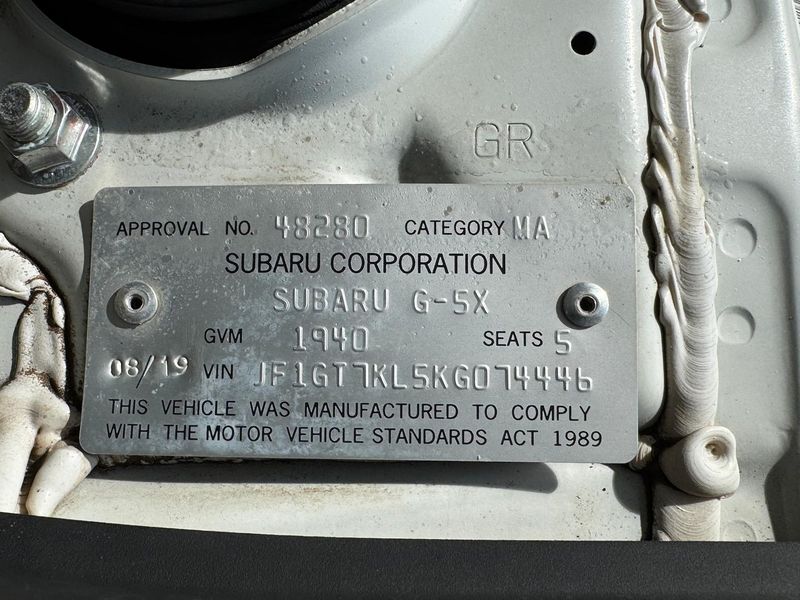 GR
APPROVAL NO. 48280 CATEGORY MA
SUBARU CORPORATION
SUBARU G-5X
GVM 1940 SEATS 5
08/19 VIN JF1GT7KL5KG074446
THIS VEHICLE WAS MANUFACTURED TO COMPLY
WITH THE MOTOR VEHICLE STANDARDS ACT 1989